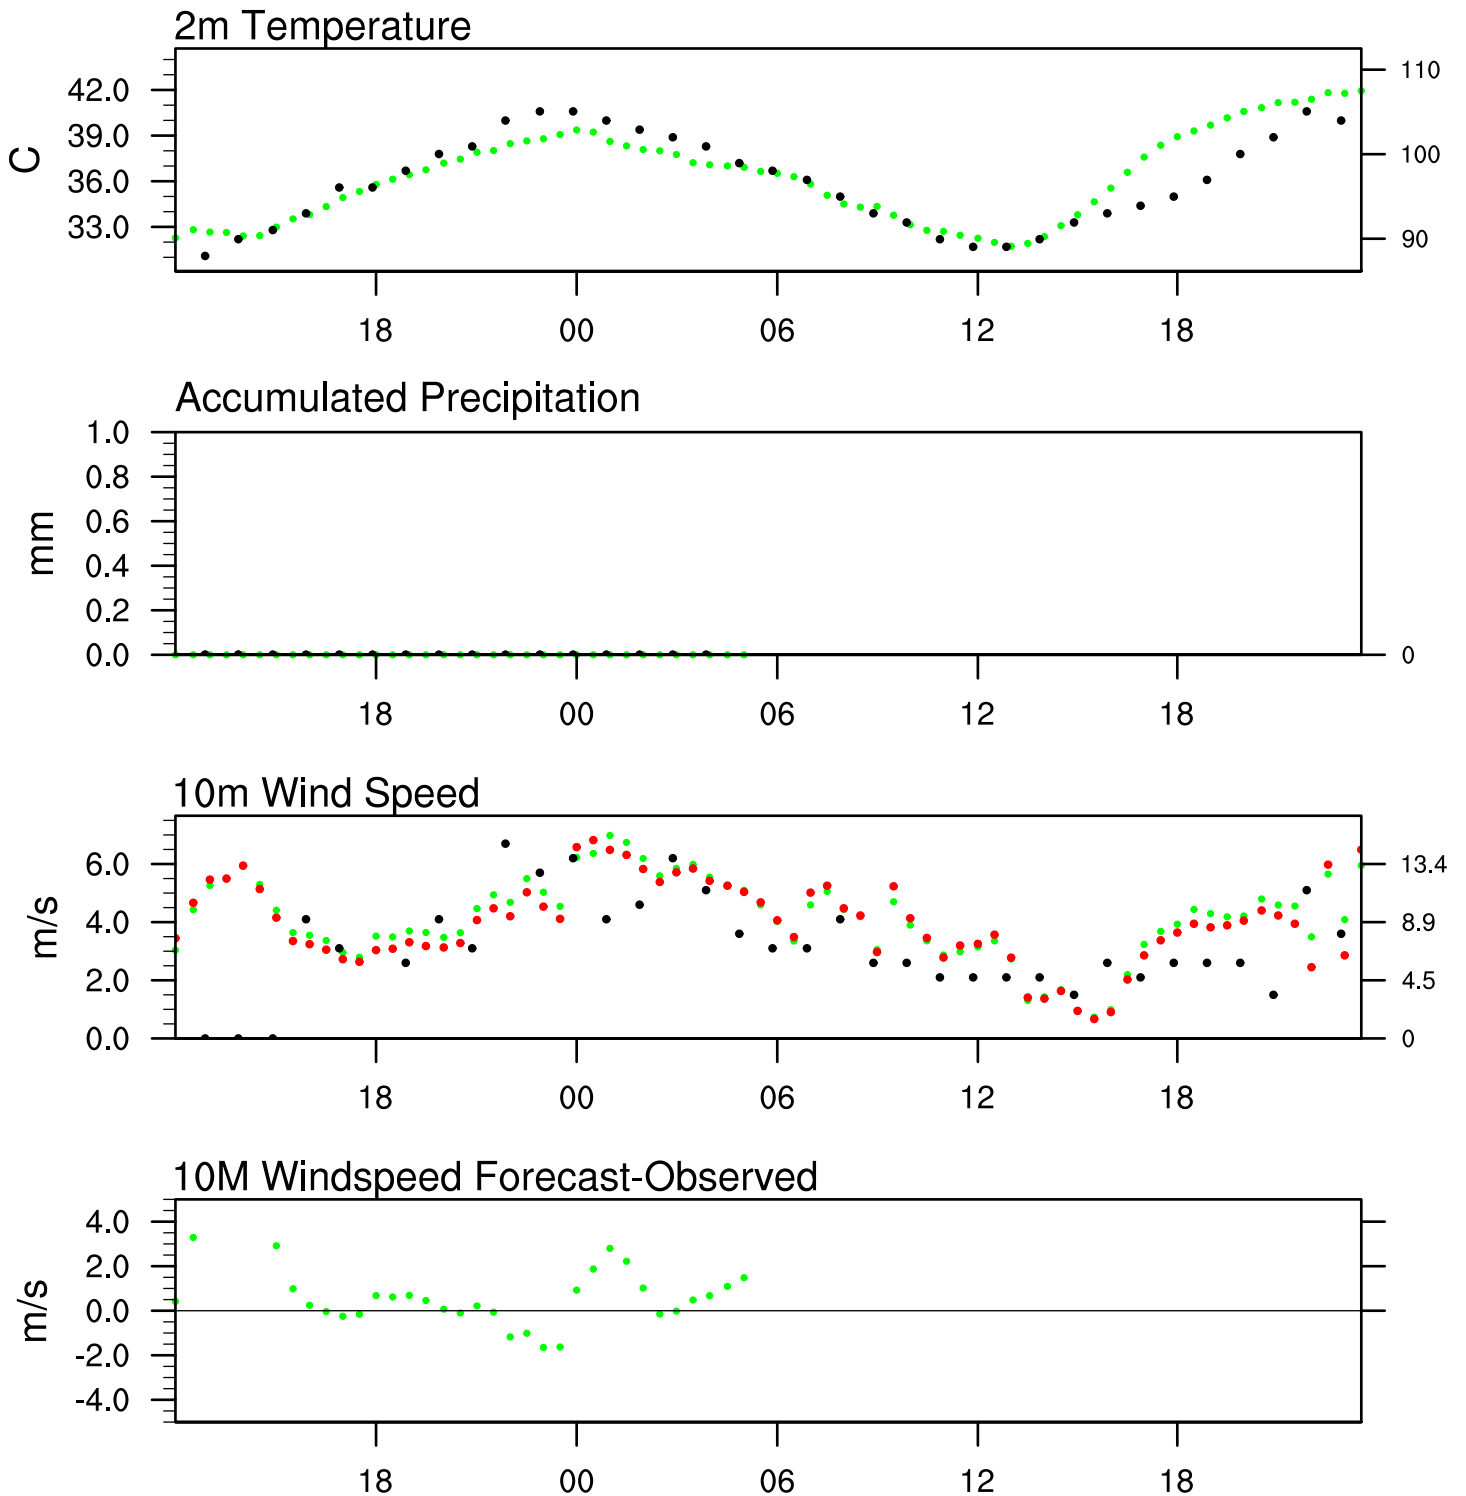 2m Temperature
42.0
39.0
36.0
33.0
C
110
100
90
18 00 06 12 18
Accumulated Precipitation
1.0
0.8
0.6
0.4
0.2
0.0
mm
0
18 00 06 12 18
10m Wind Speed
6.0
4.0
2.0
0.0
m/s
13.4
8.9
4.5
0
18 00 06 12 18
10M Windspeed Forecast-Observed
4.0
2.0
0.0
-2.0
-4.0
m/s
18 00 06 12 18